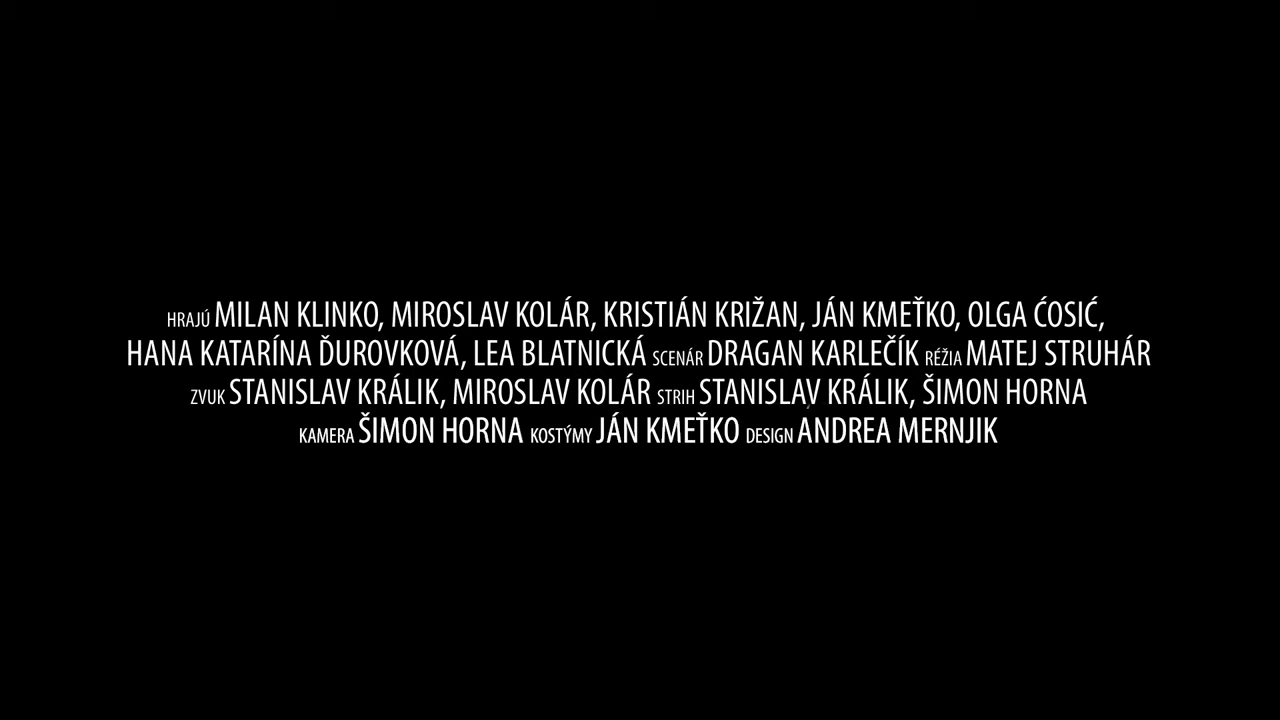 HRAJÚ MILAN KLINKO, MIROSLAV KOLÁR, KRISTIÁN KRIŽAN, JÁN KMEŤKO, OLGA ĆOSIĆ,
HANA KATARÍNA ĎUROVKOVÁ, LEA BLATNICKÁ SCENÁR DRAGAN KARLEČÍK RÉŽIA MATEJ STRUHÁR
ZVUK STANISLAV KRÁLIK, MIROSLAV KOLÁR STRIH STANISLAV KRÁLIK, ŠIMON HORNA
KAMERA ŠIMON HORNA KOSTÝMY JÁN KMEŤKO DESIGN ANDREA MERNJIK